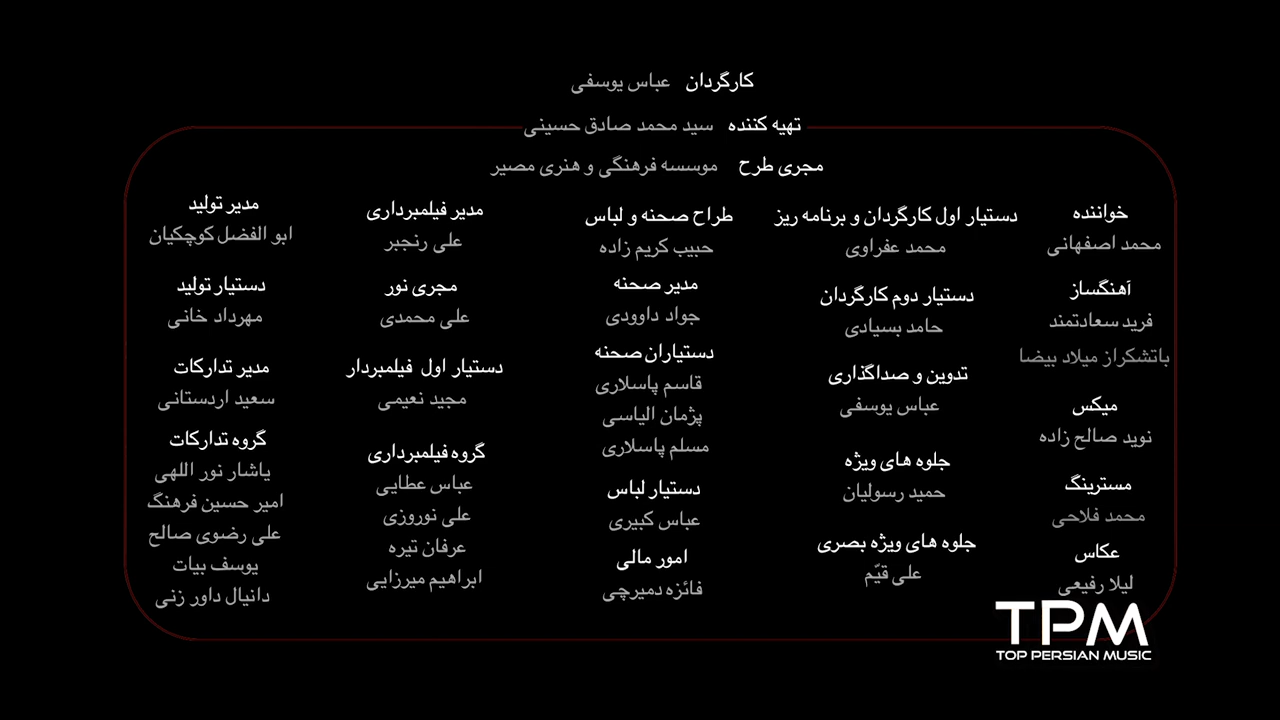 کارگردان عباس یوسفی
تهیه کننده سید محمد صادق حسینی
مجری طرح موسسه فرهنگی و هنری مصیر
خواننده
محمد اصفهانی
آهنگساز
فرید سعادتمند
باتشکراز میلاد بیضا
میکس
نوید صالح زاده
مسترینگ
محمد فلاحی
عکاس
لیلا رفیعی
دستیار اول کارگردان و برنامه ریز
محمد عفراوی
دستیار دوم کارگردان
حامد بسیادی
تدوین و صداگذاری
عباس یوسفی
جلوه های ویژه
حمید رسولیان
جلوه های ویژه بصری
علی قیّم
طراح صحنه و لباس
حبیب کریم زاده
مدیر صحنه
جواد داوودی
دستیاران صحنه
قاسم پاسلاری
پژمان الیاسی
مسلم پاسلاری
دستیار لباس
عباس کبیری
امور مالی
فائزه دمیرچی
مدیر فیلمبرداری
علی رنجبر
مجری نور
علی محمدی
دستیار اول فیلمبردار
مجید نعیمی
گروه فیلمبرداری
عباس عطایی
علی نوروزی
عرفان تیره
ابراهیم میرزایی
مدیر تولید
ابو الفضل کوچکیان
دستیار تولید
مهرداد خانی
مدیر تدارکات
سعید اردستانی
گروه تدارکات
یاشار نور اللهی
امیر حسین فرهنگ
علی رضوی صالح
یوسف بیات
دانیال داور زنی
TPM
TOP PERSIAN MUSIC